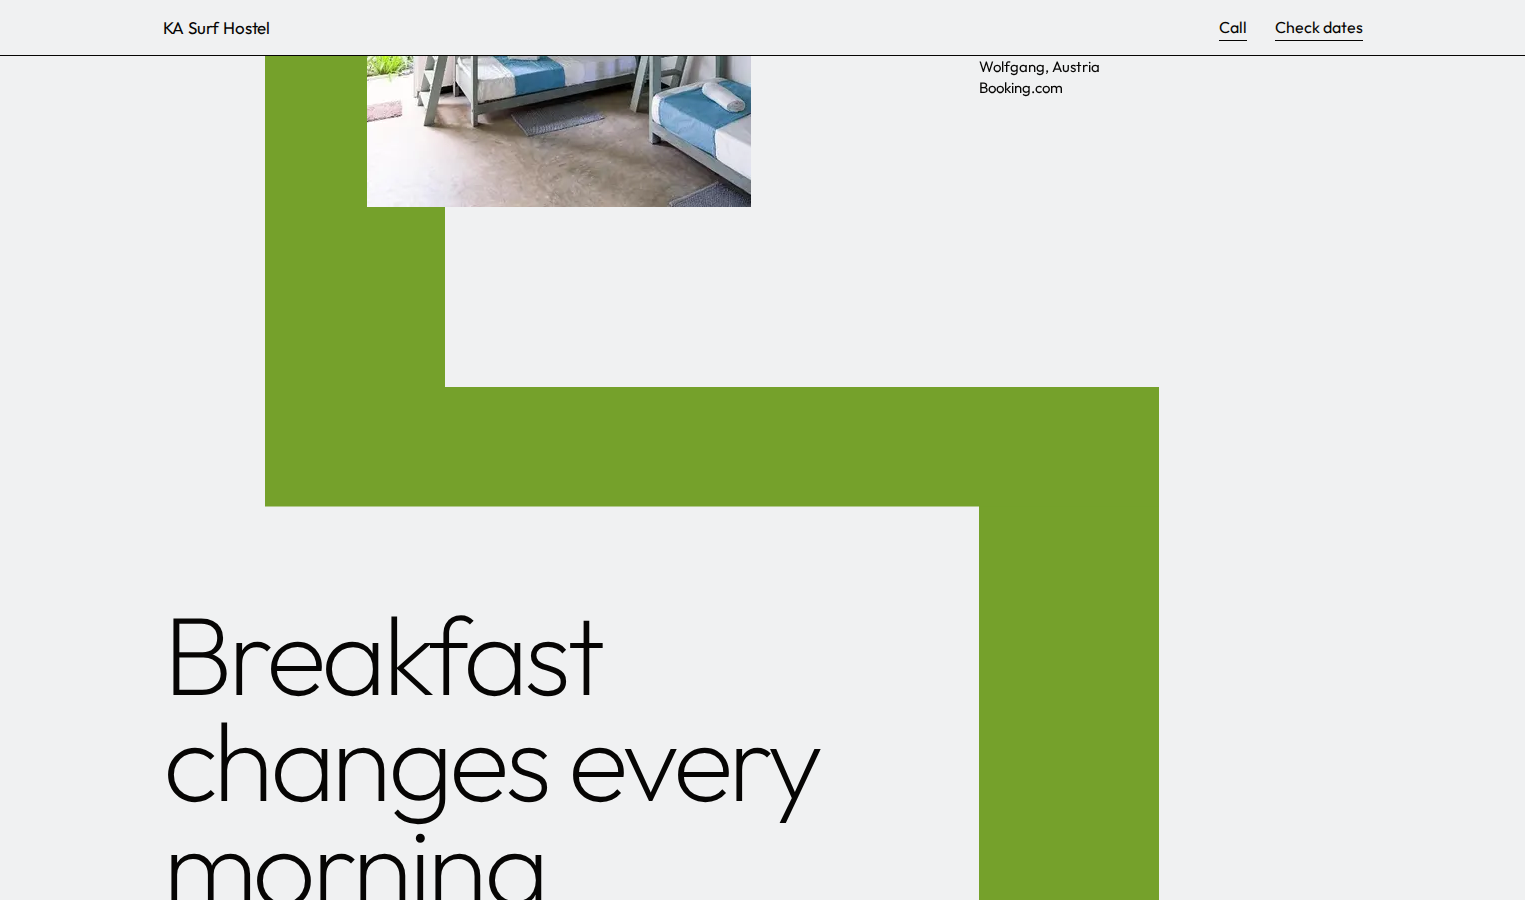 KA Surf Hostel
Call
Check dates
Wolfgang, Austria
Booking.com
Breakfast
changes every
morning